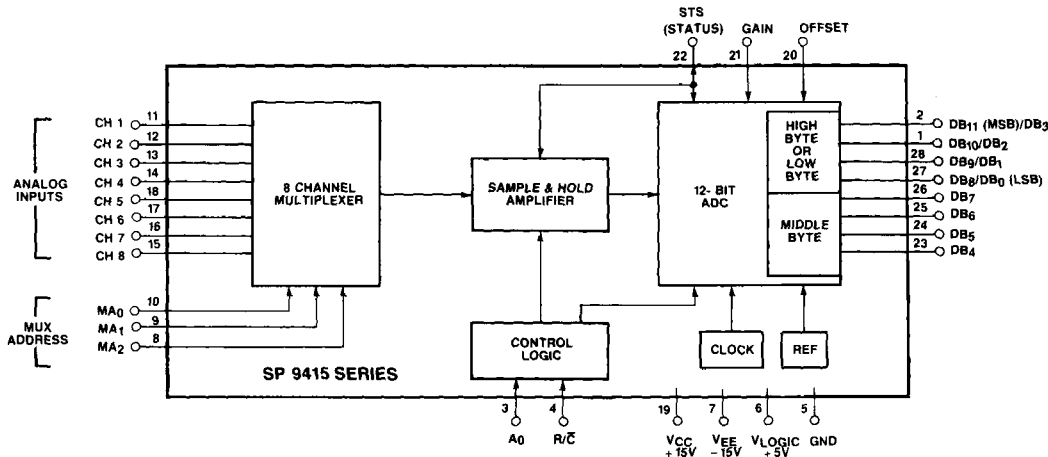 STS
(STATUS) GAIN OFFSET
22 21 20
ANALOG
INPUTS
CH 1 11
CH 2 12
CH 3 13
CH 4 14
CH 5 18
CH 6 17
CH 7 16
CH 8 15
MUX
ADDRESS
MA0 10
MA1 9
MA2 8
8 CHANNEL
MULTIPLEXER
SAMPLE & HOLD
AMPLIFIER
12- BIT
ADC
HIGH
BYTE
OR
LOW
BYTE
MIDDLE
BYTE
2 DB11 (MSB)/DB3
1 DB10/DB2
28 DB9/DB1
27 DB8/DB0 (LSB)
26 DB7
25 DB6
24 DB5
23 DB4
CONTROL
LOGIC
CLOCK
REF
SP 9415 SERIES
3 4 19 7 6 5
A0 R/C̅ VCC VEE VLOGIC GND
+ 15V - 15V + 5V